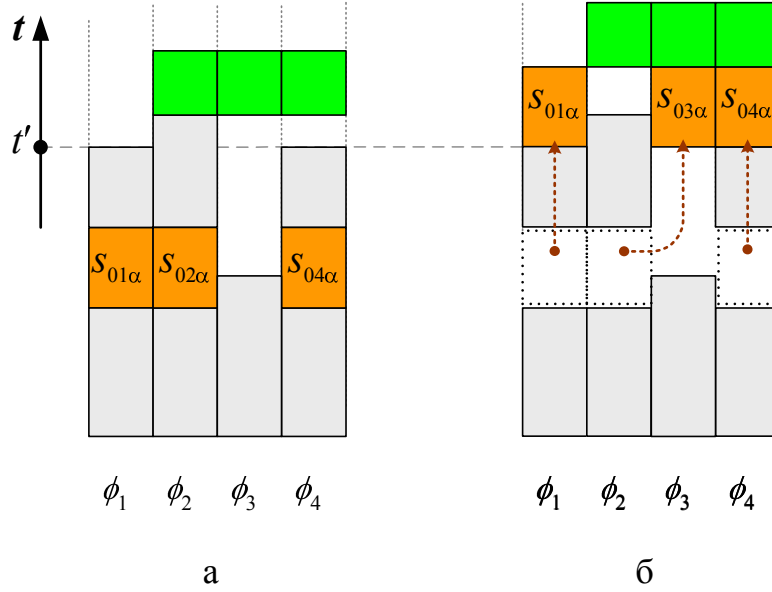 t
s01α
s03α s04α
t′
s01α s02α s04α
ϕ1 ϕ2 ϕ3 ϕ4 ϕ1 ϕ2 ϕ3 ϕ4
а б